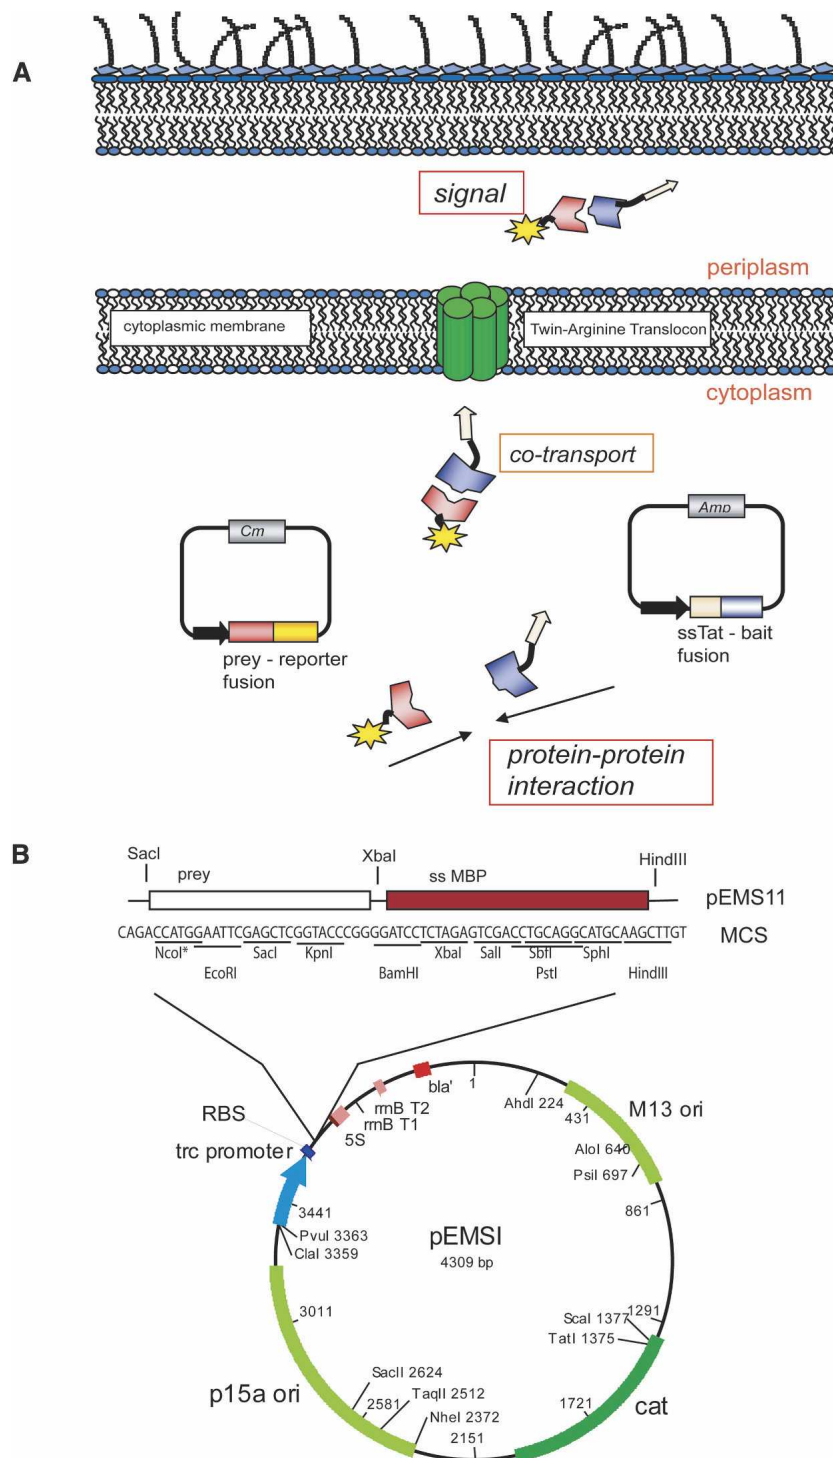 A
signal
periplasm
cytoplasmic membrane
Twin-Arginine Translocon
cytoplasm
co-transport
Cm
Amp
prey - reporter
fusion
ssTat - bait
fusion
protein-protein
interaction
B
SacI
prey
XbaI
ss MBP
HindIII
pEMS11
CAGACCATGGAATTCGAGCTCGGTACCCGGGGATCCTCTAGAGTCGACCTGCAGGCATGCAAGCTTGT
MCS
NcoI*
SacI
KpnI
XbaI
SalI
SbfI
SphI
EcoRI
BamHI
PstI
HindIII
bla'
1
rrnB T2
rrnB T1
5S
AhdI 224
431
M13 ori
RBS
trc promoter
AloI 640
PsiI 697
861
3441
PvuI 3363
ClaI 3359
pEMSI
4309 bp
3011
1291
ScaI 1377
TatI 1375
SacII 2624
TaqII 2512
2581
NheI 2372
p15a ori
1721
cat
2151